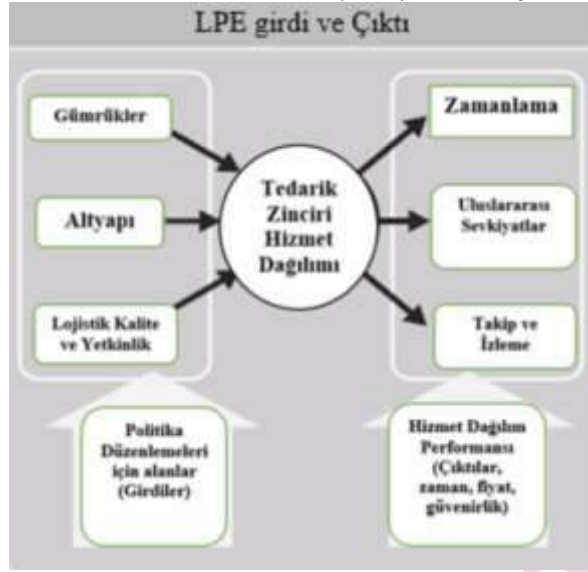 LPE girdi ve Çıktı
Gümrükler
Altyapı
Lojistik Kalite
ve Yetkinlik
Tedarik
Zinciri
Hizmet
Dağılımı
Zamanlama
Uluslararası
Sevkiyatlar
Takip ve
İzleme
Politika
Düzenlemeleri
için alanlar
(Girdiler)
Hizmet Dağılım
Performansı
(Çıktılar,
zaman, fiyat,
güvenirlik)